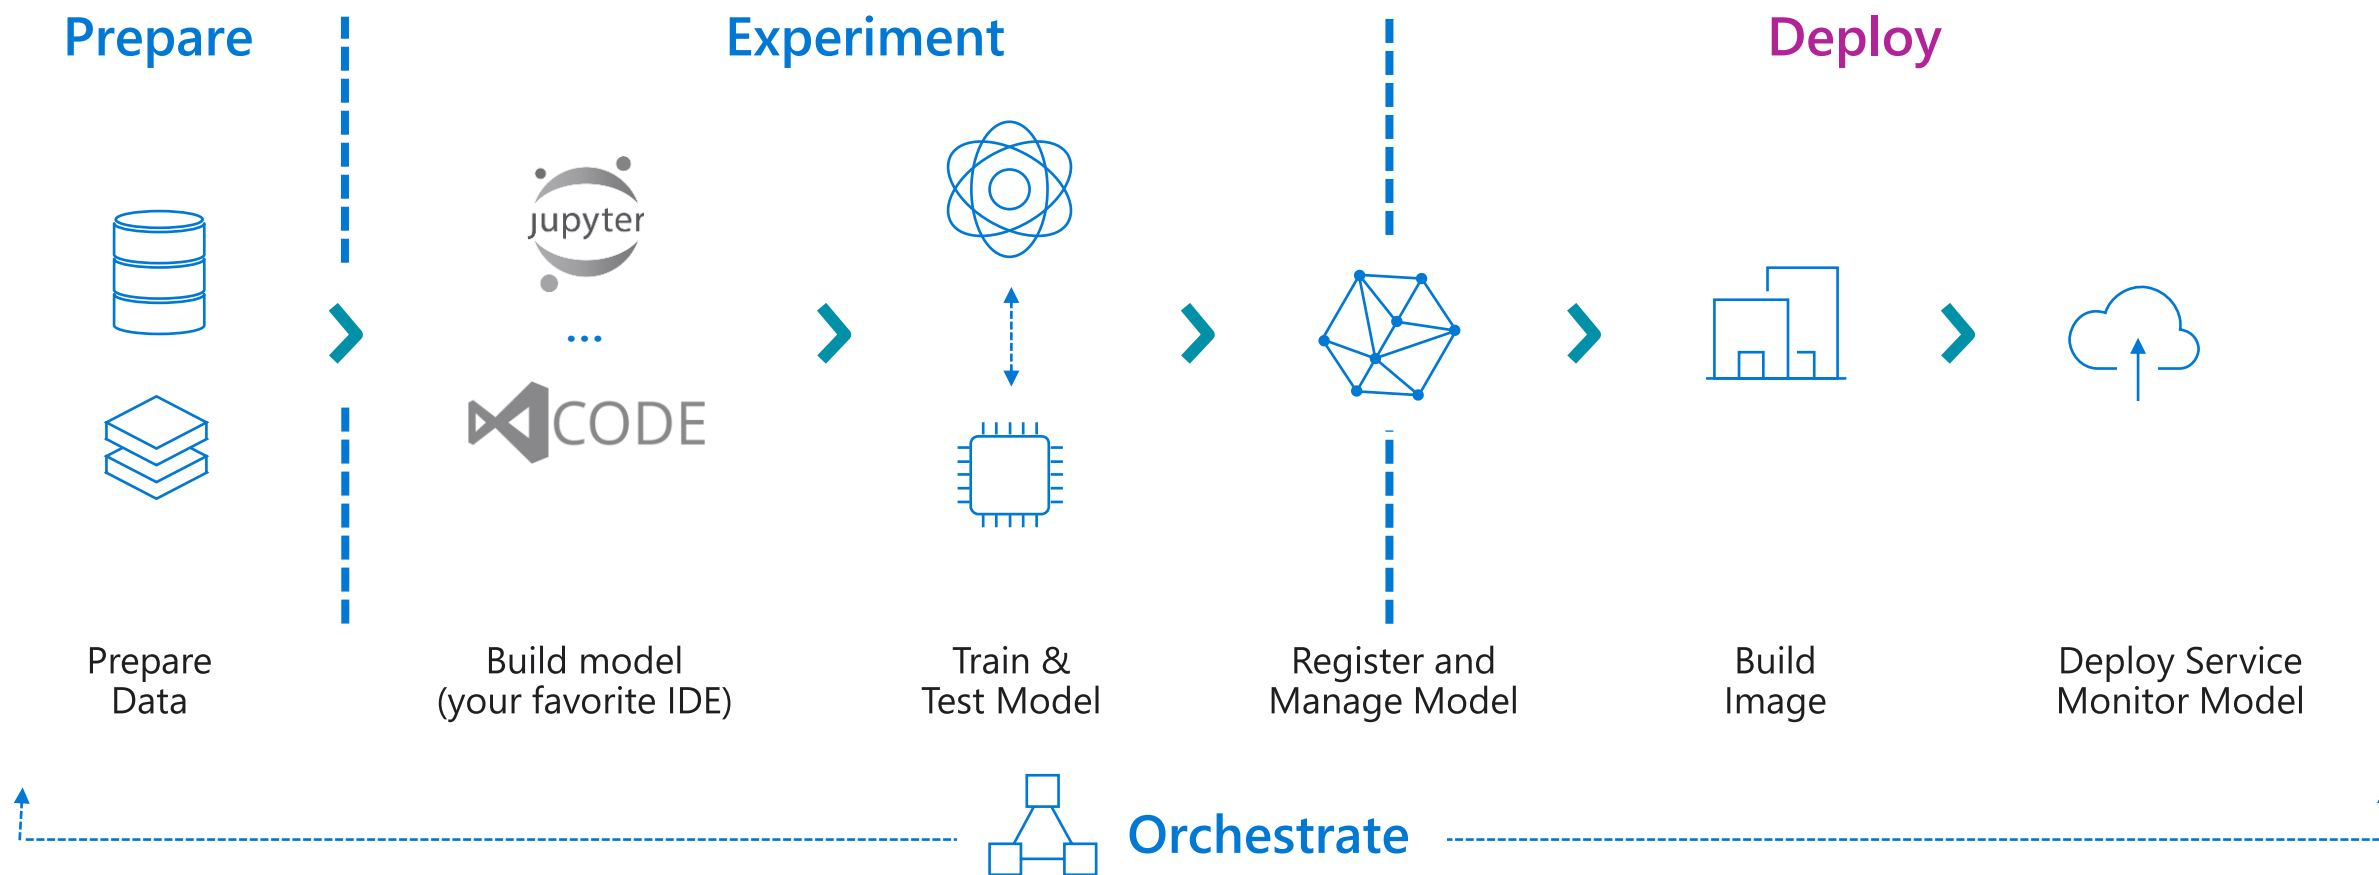 Prepare
Experiment
Deploy
jupyter
...
CODE
Prepare
Data
Build model
(your favorite IDE)
Train &
Test Model
Register and
Manage Model
Build
Image
Deploy Service
Monitor Model
Orchestrate